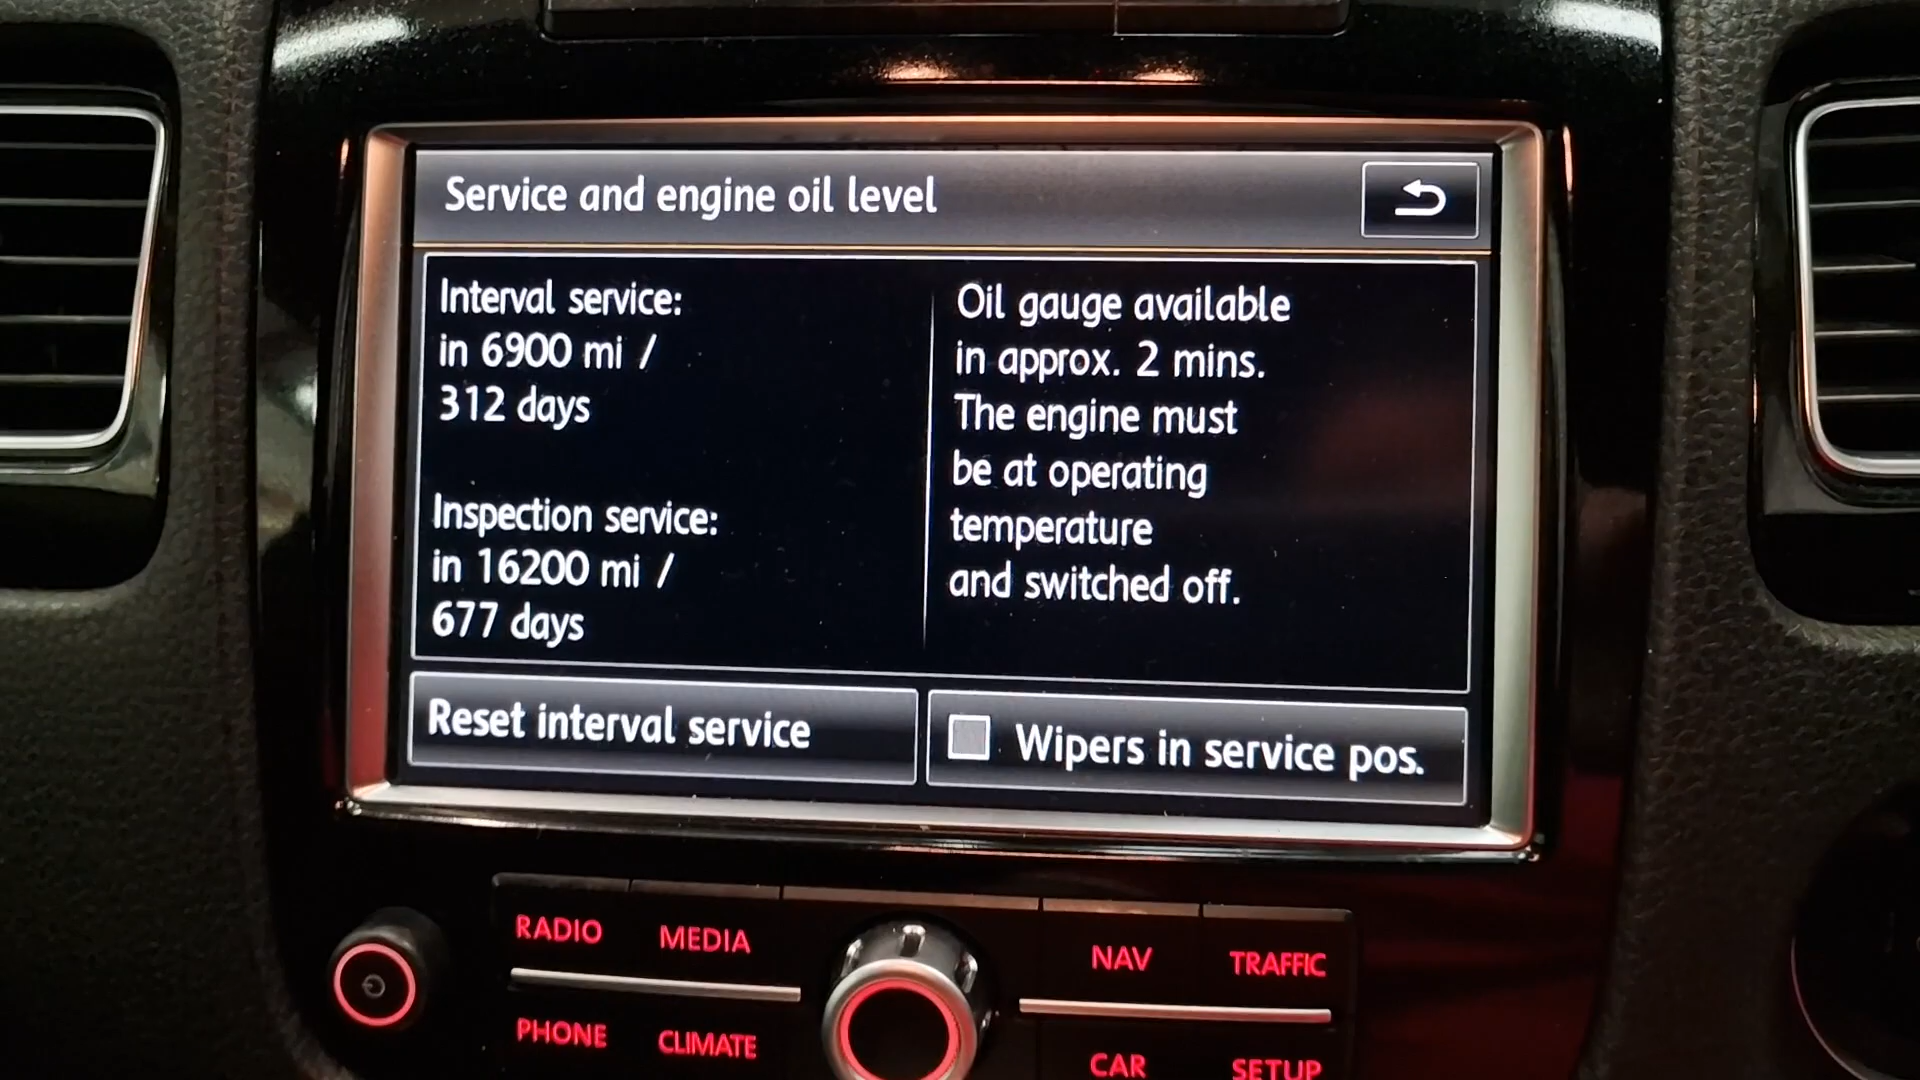 Service and engine oil level
Interval service:
in 6900 mi /
312 days
Inspection service:
in 16200 mi /
677 days
Oil gauge available
in approx. 2 mins.
The engine must
be at operating
temperature
and switched off.
Reset interval service
Wipers in service pos.
RADIO
MEDIA
NAV
TRAFFIC
PHONE
CLIMATE
CAR
SETUP